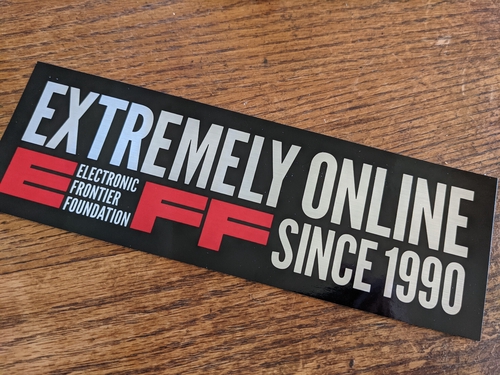 EXTREMELY ONLINE
EFF
ELECTRONIC
FRONTIER
FOUNDATION
SINCE 1990